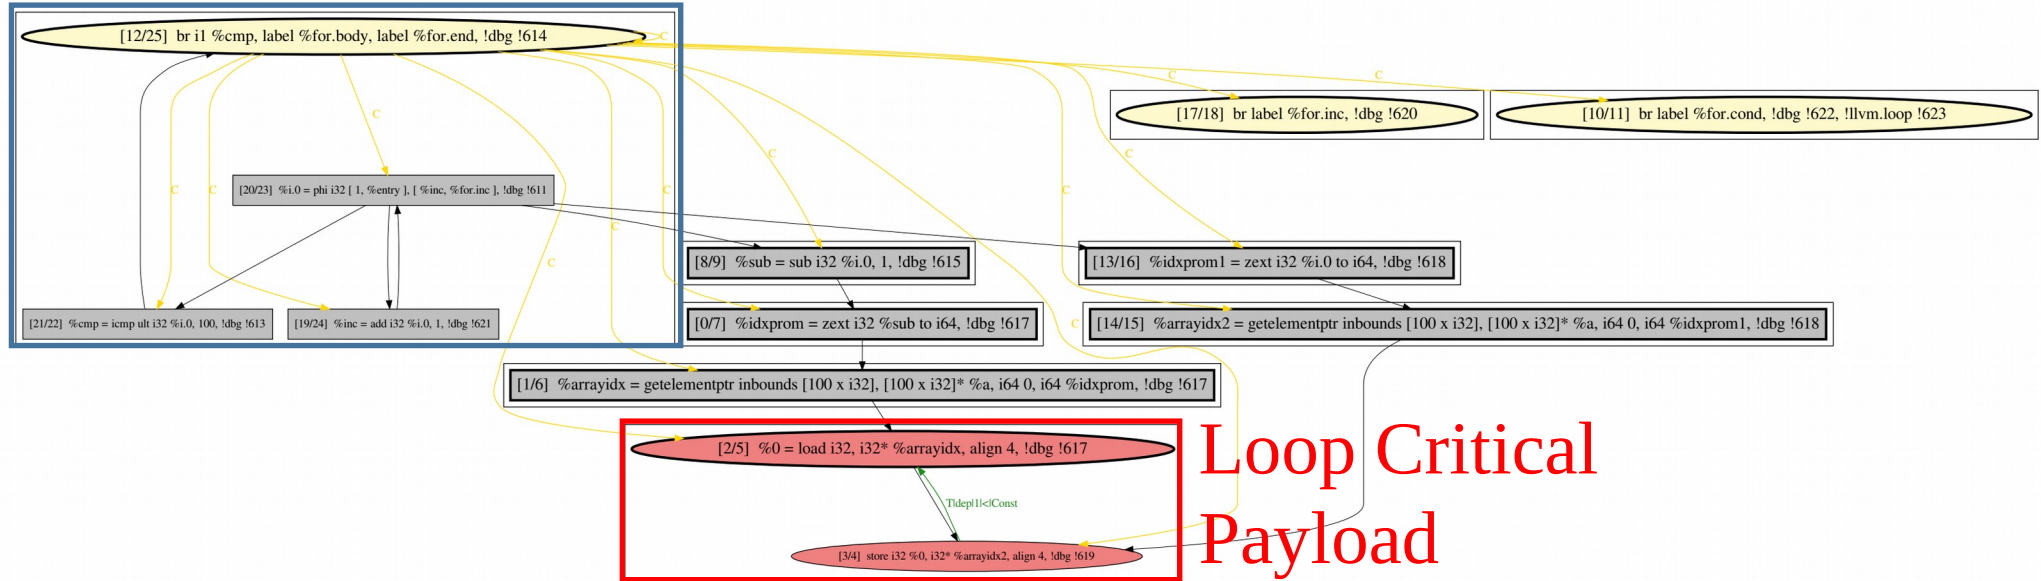 [12/25]  br i1 %cmp, label %for.body, label %for.end, !dbg !614
C
C
C
C
[17/18]  br label %for.inc, !dbg !620
[10/11]  br label %for.cond, !dbg !622, !llvm.loop !623
C
C
C
[20/23]  %i.0 = phi i32 [ 1, %entry ], [ %inc, %for.inc ], !dbg !611
C
C
C
C
C
C
[8/9]  %sub = sub i32 %i.0, 1, !dbg !615
[13/16]  %idxprom1 = zext i32 %i.0 to i64, !dbg !618
[21/22]  %cmp = icmp ult i32 %i.0, 100, !dbg !613
[19/24]  %inc = add i32 %i.0, 1, !dbg !621
[0/7]  %idxprom = zext i32 %sub to i64, !dbg !617
C
[14/15]  %arrayidx2 = getelementptr inbounds [100 x i32], [100 x i32]* %a, i64 0, i64 %idxprom1, !dbg !618
[1/6]  %arrayidx = getelementptr inbounds [100 x i32], [100 x i32]* %a, i64 0, i64 %idxprom, !dbg !617
[2/5]  %0 = load i32, i32* %arrayidx, align 4, !dbg !617
T|dep|1|<|Const
[3/4]  store i32 %0, i32* %arrayidx2, align 4, !dbg !619
Loop Critical
Payload